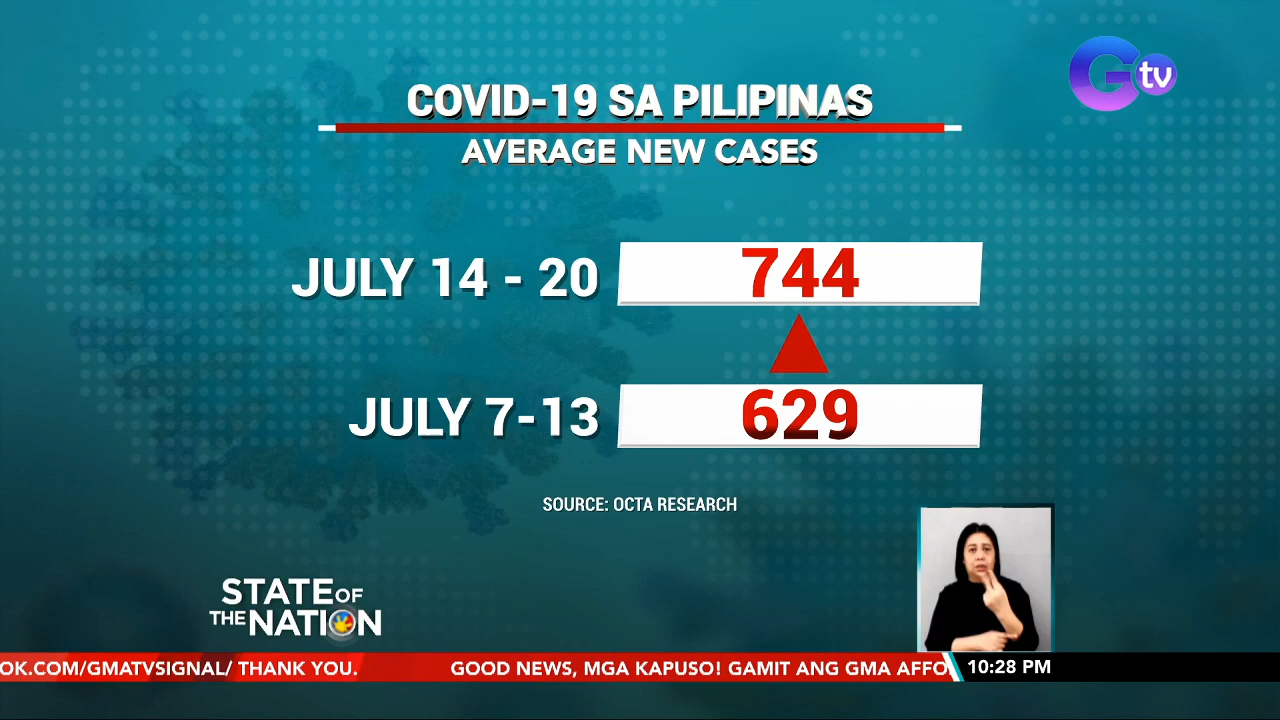 Gtv
COVID-19 SA PILIPINAS
AVERAGE NEW CASES
JULY 14 - 20
744
JULY 7-13
629
SOURCE: OCTA RESEARCH
STATE OF
THE NATION
OK.COM/GMATVSIGNAL/ THANK YOU. GOOD NEWS, MGA KAPUSO! GAMIT ANG GMA AFFO
10:28 PM